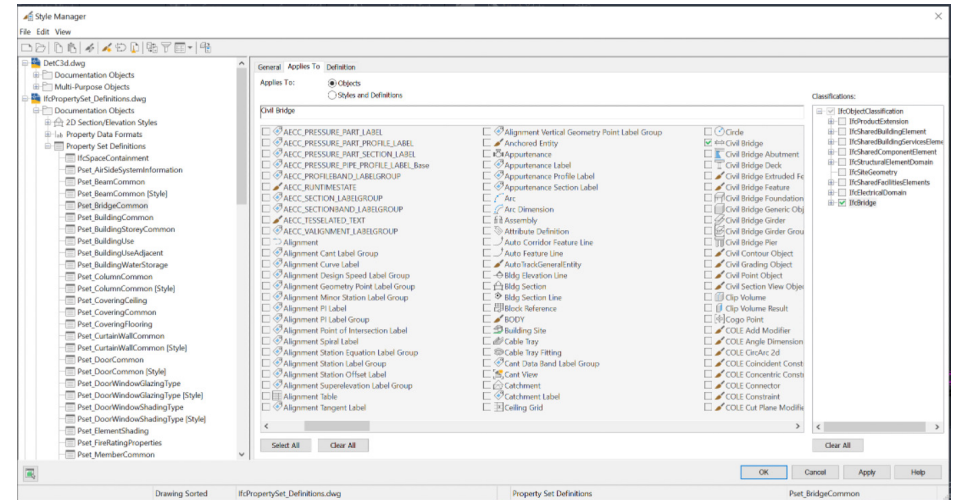 Style Manager
File Edit View
DetC3d.dwg
Documentation Objects
Multi-Purpose Objects
IfcPropertySet_Definitions.dwg
Documentation Objects
2D Section/Elevation Styles
Property Data Formats
Property Set Definitions
IfcSpaceContainment
Pset_AirSideSystemInformation
Pset_BeamCommon
Pset_BeamCommon [Style]
Pset_BridgeCommon
Pset_BuildingCommon
Pset_BuildingStoreyCommon
Pset_BuildingUse
Pset_BuildingUseAdjacent
Pset_BuildingWaterStorage
Pset_ColumnCommon
Pset_ColumnCommon [Style]
Pset_CoveringCeiling
Pset_CoveringCommon
Pset_CoveringFlooring
Pset_CurtainWallCommon
Pset_CurtainWallCommon [Style]
Pset_DoorCommon
Pset_DoorCommon [Style]
Pset_DoorWindowGlazingType
Pset_DoorWindowGlazingType [Style]
Pset_DoorWindowShadingType
Pset_DoorWindowShadingType [Style]
Pset_ElementShading
Pset_FireRatingProperties
Pset_MemberCommon
General Applies To Definition
Applies To: Objects
Styles and Definitions
Civil Bridge
AECC_PRESSURE_PART_LABEL
AECC_PRESSURE_PART_PROFILE_LABEL
AECC_PRESSURE_PART_SECTION_LABEL
AECC_PRESSURE_PIPE_PROFILE_LABEL_Base
AECC_PROFILEBAND_LABELGROUP
AECC_RUNTIMESTATE
AECC_SECTION_LABELGROUP
AECC_SECTIONBAND_LABELGROUP
AECC_TESSELATED_TEXT
AECC_VALIGNMENT_LABELGROUP
Alignment
Alignment Cant Label Group
Alignment Curve Label
Alignment Design Speed Label Group
Alignment Geometry Point Label Group
Alignment Minor Station Label Group
Alignment PI Label
Alignment PI Label Group
Alignment Point of Intersection Label
Alignment Spiral Label
Alignment Station Equation Label Group
Alignment Station Label Group
Alignment Station Offset Label
Alignment Superelevation Label Group
Alignment Table
Alignment Tangent Label
Alignment Vertical Geometry Point Label Group
Anchored Entity
Appurtenance
Appurtenance Label
Appurtenance Profile Label
Appurtenance Section Label
Arc
Arc Dimension
Assembly
Attribute Definition
Auto Corridor Feature Line
Auto Feature Line
AutoTrackGeneralEntity
Bldg Elevation Line
Bldg Section
Bldg Section Line
Block Reference
BODY
Building Site
Cable Tray
Cable Tray Fitting
Cant Data Band Label Group
Cant View
Catchment
Catchment Label
Ceiling Grid
Circle
Civil Bridge
Civil Bridge Abutment
Civil Bridge Deck
Civil Bridge Extruded Fe
Civil Bridge Feature
Civil Bridge Foundation
Civil Bridge Generic Obj
Civil Bridge Girder
Civil Bridge Girder Grou
Civil Bridge Pier
Civil Contour Object
Civil Grading Object
Civil Point Object
Civil Section View Objec
Clip Volume
Clip Volume Result
Cogo Point
COLE Add Modifier
COLE Angle Dimension
COLE CircArc 2d
COLE Coincident Const
COLE Concentric Const
COLE Connector
COLE Constraint
COLE Cut Plane Modifie
Select All Clear All
Classifications:
IfcObjectClassification
IfcProductExtension
IfcSharedBuildingElement
IfcSharedBuildingServicesEleme
IfcSharedComponentElement
IfcStructuralElementDomain
IfcSiteGeometry
IfcSharedFacilitiesElements
IfcElectricalDomain
IfcBridge
Clear All
OK Cancel Apply Help
Drawing Sorted IfcPropertySet_Definitions.dwg Property Set Definitions Pset_BridgeCommon